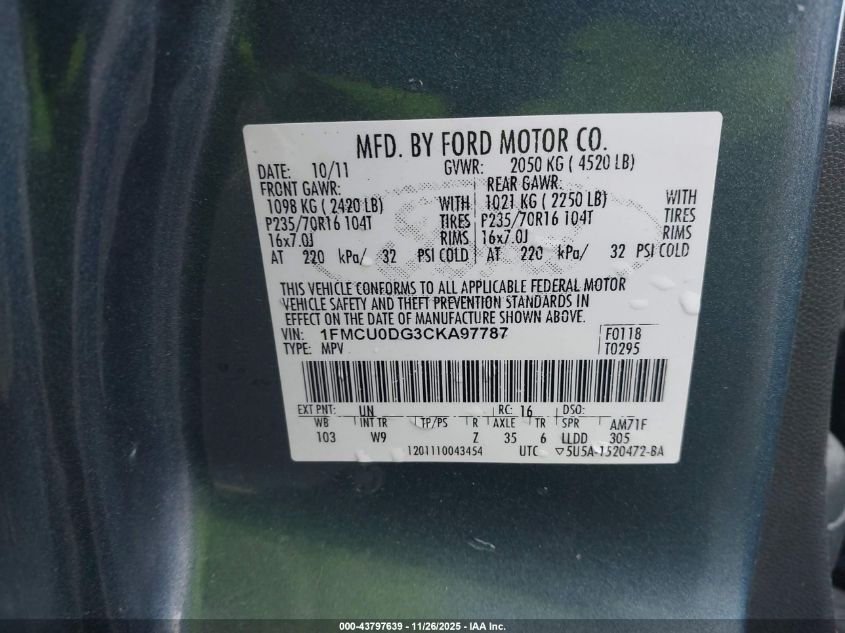 MFD. BY FORD MOTOR CO.
DATE: 10/11 GVWR: 2050 KG ( 4520 LB)
FRONT GAWR: REAR GAWR:
1098 KG ( 2420 LB) WITH 1021 KG ( 2250 LB) WITH
P235/70R16 104T TIRES P235/70R16 104T TIRES
16x7.0J RIMS 16x7.0J RIMS
AT 220 kPa/ 32 PSI COLD AT 220 kPa/ 32 PSI COLD
THIS VEHICLE CONFORMS TO ALL APPLICABLE FEDERAL MOTOR
VEHICLE SAFETY AND THEFT PREVENTION STANDARDS IN
EFFECT ON THE DATE OF MANUFACTURE SHOWN ABOVE.
VIN: 1FMCU0DG3CKA97787 F0118
TYPE: MPV T0295
EXT PNT: UN RC: 16 DSO:
WB INT TR TP/PS R AXLE TR SPR AM71F
103 W9 Z 35 6 LLDD 305
1201110043454 UTC ▽5U5A-1520472-BA
000-43797639 - 11/26/2025 - IAA Inc.